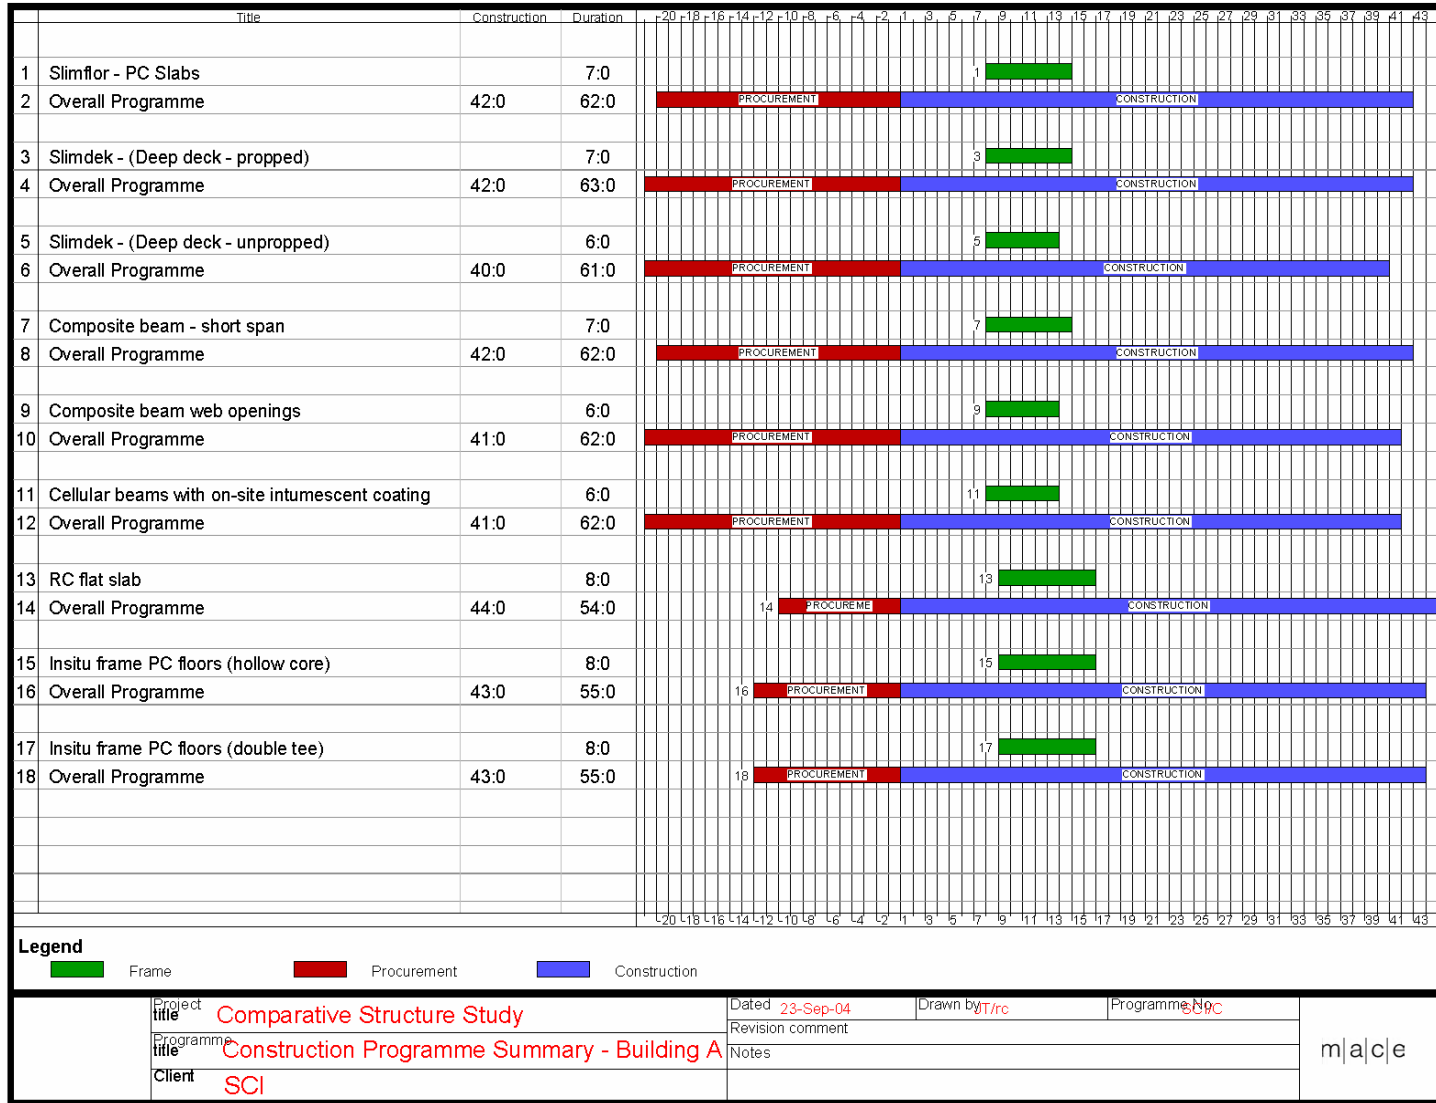 Title Construction Duration -20 -18 -16 -14 -12 -10 -8 -6 -4 -2 1 3 5 7 9 11 13 15 17 19 21 23 25 27 29 31 33 35 37 39 41 43
1 Slimflor - PC Slabs 7:0 1
2 Overall Programme 42:0 62:0 PROCUREMENT CONSTRUCTION
3 Slimdek - (Deep deck - propped) 7:0 3
4 Overall Programme 42:0 63:0 PROCUREMENT CONSTRUCTION
5 Slimdek - (Deep deck - unpropped) 6:0 5
6 Overall Programme 40:0 61:0 PROCUREMENT CONSTRUCTION
7 Composite beam - short span 7:0 7
8 Overall Programme 42:0 62:0 PROCUREMENT CONSTRUCTION
9 Composite beam web openings 6:0 9
10 Overall Programme 41:0 62:0 PROCUREMENT CONSTRUCTION
11 Cellular beams with on-site intumescent coating 6:0 11
12 Overall Programme 41:0 62:0 PROCUREMENT CONSTRUCTION
13 RC flat slab 8:0 13
14 Overall Programme 44:0 54:0 14 PROCUREME CONSTRUCTION
15 Insitu frame PC floors (hollow core) 8:0 15
16 Overall Programme 43:0 55:0 16 PROCUREMENT CONSTRUCTION
17 Insitu frame PC floors (double tee) 8:0 17
18 Overall Programme 43:0 55:0 18 PROCUREMENT CONSTRUCTION
-20 -18 -16 -14 -12 -10 -8 -6 -4 -2 1 3 5 7 9 11 13 15 17 19 21 23 25 27 29 31 33 35 37 39 41 43
Legend
Frame Procurement Construction
Project title Comparative Structure Study
Programme title Construction Programme Summary - Building A
Client SCI
Dated 23-Sep-04 Drawn by JT/rc Programme No SCI/C
Revision comment
Notes
m|a|c|e